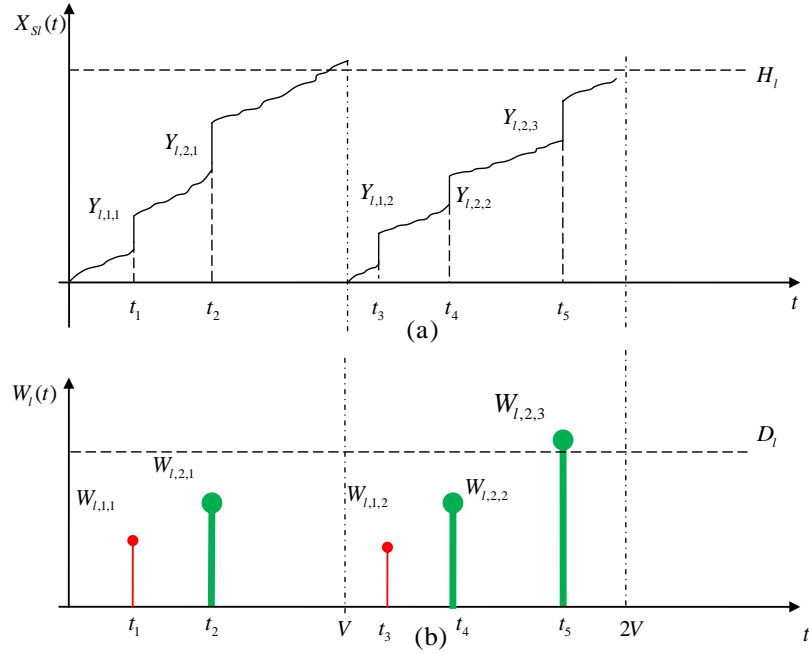 X_{Sl}(t)
H_l
Y_{l,2,3}
Y_{l,2,1}
Y_{l,1,2}
Y_{l,2,2}
Y_{l,1,1}
t_1
t_2
t_3
t_4
t_5
t
(a)
W_l(t)
W_{l,2,3}
D_l
W_{l,2,1}
W_{l,1,2}
W_{l,2,2}
W_{l,1,1}
t_1
t_2
V
t_3
(b)
t_4
t_5
2V
t